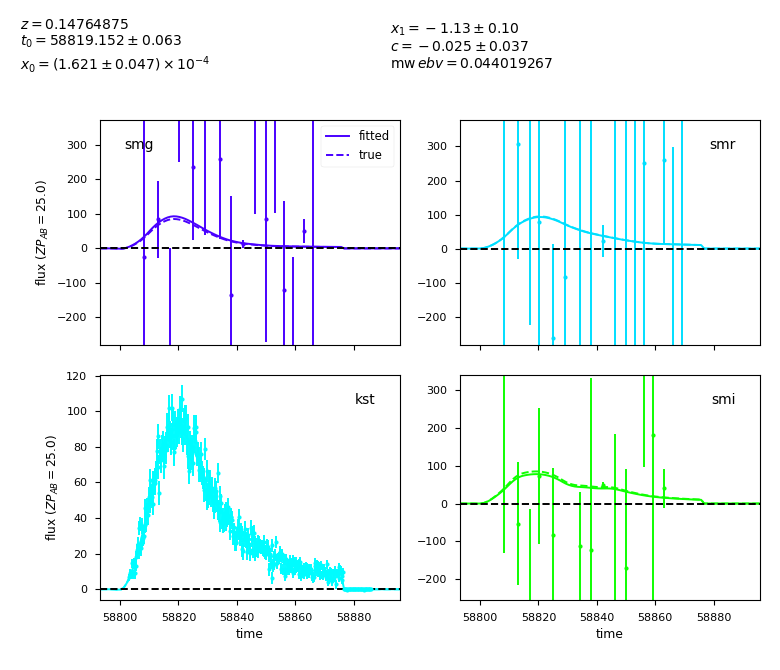 z = 0.14764875
t₀ = 58819.152 ± 0.063
x₀ = (1.621 ± 0.047) × 10⁻⁴
x₁ = −1.13 ± 0.10
c = −0.025 ± 0.037
mw ebv = 0.044019267
smg
fitted
true
300
200
100
0
−100
−200
flux (ZP_AB = 25.0)
smr
300
200
100
0
−100
−200
kst
120
100
80
60
40
20
0
flux (ZP_AB = 25.0)
58800 58820 58840 58860 58880
time
smi
300
200
100
0
−100
−200
58800 58820 58840 58860 58880
time